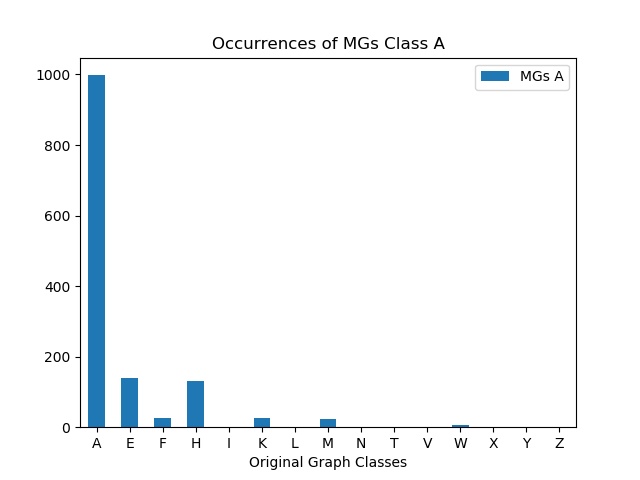 Occurrences of MGs Class A
MGs A
1000
800
600
400
200
0
A E F H I K L M N T V W X Y Z
Original Graph Classes